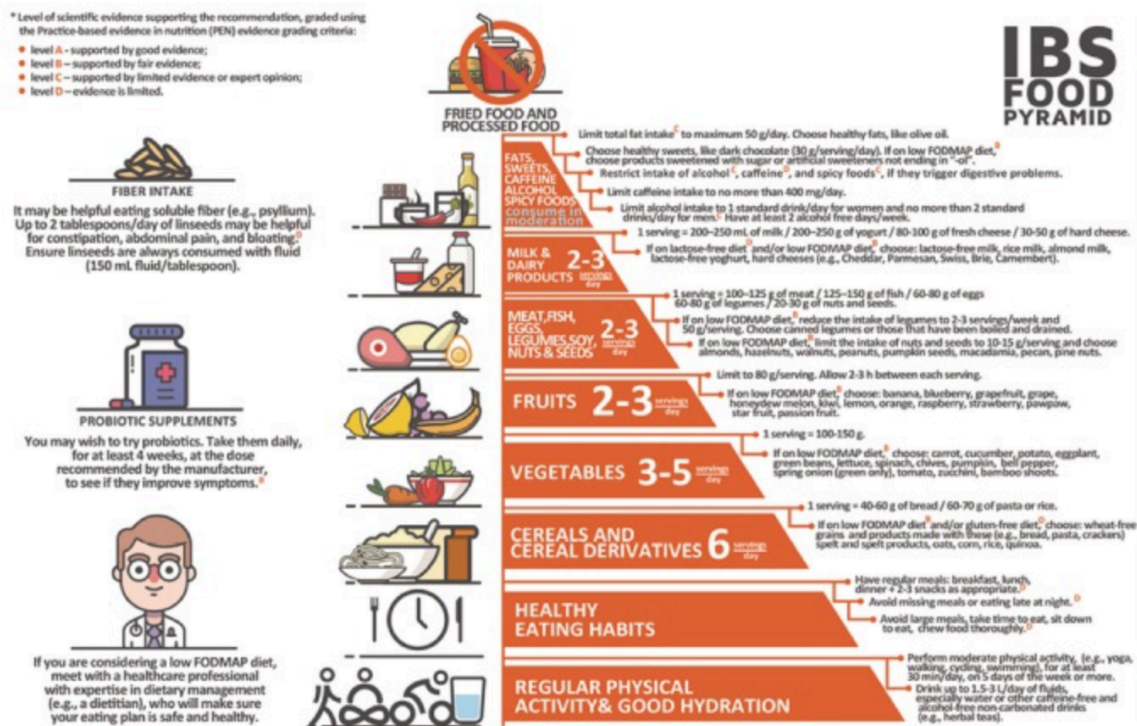 * Level of scientific evidence supporting the recommendation, graded using
the Practice-based evidence in nutrition (PEN) evidence grading criteria:
level A - supported by good evidence;
level B – supported by fair evidence;
level C – supported by limited evidence or expert opinion;
level D – evidence is limited.
IBS
FOOD
PYRAMID
FRIED FOOD AND
PROCESSED FOOD
FIBER INTAKE
It may be helpful eating soluble fiber (e.g., psyllium).
Up to 2 tablespoons/day of linseeds may be helpful
for constipation, abdominal pain, and bloating.D
Ensure linseeds are always consumed with fluid
(150 mL fluid/tablespoon).
PROBIOTIC SUPPLEMENTS
You may wish to try probiotics. Take them daily,
for at least 4 weeks, at the dose
recommended by the manufacturer,
to see if they improve symptoms.B
If you are considering a low FODMAP diet,
meet with a healthcare professional
with expertise in dietary management
(e.g., a dietitian), who will make sure
your eating plan is safe and healthy.
FATS,
SWEETS,
CAFFEINE
ALCOHOL
SPICY FOODS
consume in
moderation
Limit total fat intakeC to maximum 50 g/day. Choose healthy fats, like olive oil.
Choose healthy sweets, like dark chocolate (30 g/serving/day). If on low FODMAP diet,B
choose products sweetened with sugar or artificial sweeteners not ending in "-ol".
Restrict intake of alcoholC, caffeineD, and spicy foodsC, if they trigger digestive problems.
Limit caffeine intake to no more than 400 mg/day.
Limit alcohol intake to 1 standard drink/day for women and no more than 2 standard
drinks/day for men.C Have at least 2 alcohol free days/week.
MILK &
DAIRY
PRODUCTS
2-3
servings
day
1 serving = 200–250 mL of milk / 200–250 g of yogurt / 80-100 g of fresh cheese / 30-50 g of hard cheese.
If on lactose-free dietD and/or low FODMAP diet,B choose: lactose-free milk, rice milk, almond milk,
lactose-free yoghurt, hard cheeses (e.g., Cheddar, Parmesan, Swiss, Brie, Camembert).
MEAT,FISH,
EGGS,
LEGUMES,SOY,
NUTS & SEEDS
2-3
servings
day
1 serving = 100–125 g of meat / 125–150 g of fish / 60-80 g of eggs
60-80 g of legumes / 20-30 g of nuts and seeds.
If on low FODMAP diet,B reduce the intake of legumes to 2-3 servings/week and
50 g/serving. Choose canned legumes or those that have been boiled and drained.
If on low FODMAP diet,B limit the intake of nuts and seeds to 10-15 g/serving and choose
almonds, hazelnuts, walnuts, peanuts, pumpkin seeds, macadamia, pecan, pine nuts.
FRUITS 2-3 servings
day
Limit to 80 g/serving. Allow 2-3 h between each serving.
If on low FODMAP diet,B choose: banana, blueberry, grapefruit, grape,
honeydew melon, kiwi, lemon, orange, raspberry, strawberry, pawpaw,
star fruit, passion fruit.
VEGETABLES 3-5 servings
day
1 serving = 100-150 g.
If on low FODMAP diet,B choose: carrot, cucumber, potato, eggplant,
green beans, lettuce, spinach, chives, pumpkin, bell pepper,
spring onion (green only), tomato, zucchini, bamboo shoots.
CEREALS AND
CEREAL DERIVATIVES 6 servings
day
1 serving = 40-60 g of bread / 60-70 g of pasta or rice.
If on low FODMAP dietB and/or gluten-free diet,D choose: wheat-free
grains and products made with these (e.g., bread, pasta, crackers)
spelt and spelt products, oats, corn, rice, quinoa.
HEALTHY
EATING HABITS
Have regular meals: breakfast, lunch,
dinner + 2-3 snacks as appropriate.D
Avoid missing meals or eating late at night. D
Avoid large meals, take time to eat, sit down
to eat, chew food thoroughly.D
REGULAR PHYSICAL
ACTIVITY& GOOD HYDRATION
Perform moderate physical activity, (e.g., yoga,
walking, cycling, swimming), for at least
30 min/day, on 5 days of the week or more.
Drink up to 1.5-3 L/day of fluids,
especially water or other caffeine-free and
alcohol-free non-carbonated drinks
(e.g., herbal teas).